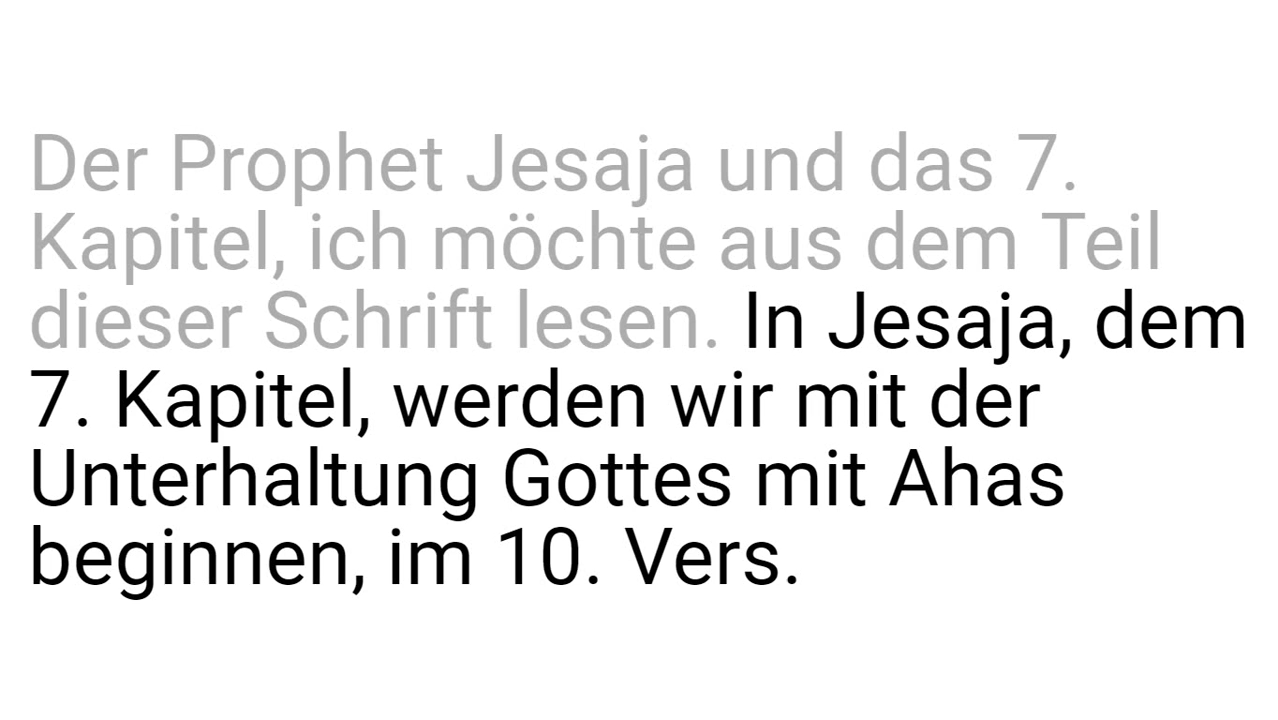 Der Prophet Jesaja und das 7.
Kapitel, ich möchte aus dem Teil
dieser Schrift lesen. In Jesaja, dem
7. Kapitel, werden wir mit der
Unterhaltung Gottes mit Ahas
beginnen, im 10. Vers.